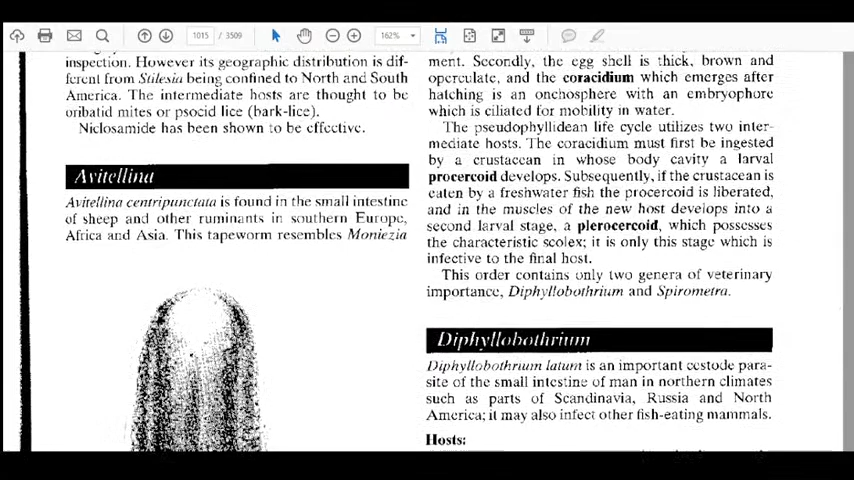 1015 / 3509
162%
inspection. However its geographic distribution is dif-
ferent from Stilesia being confined to North and South
America. The intermediate hosts are thought to be
oribatid mites or psocid lice (bark-lice).
Niclosamide has been shown to be effective.
Avitellina
Avitellina centripunctata is found in the small intestine
of sheep and other ruminants in southern Europe,
Africa and Asia. This tapeworm resembles Moniezia
ment. Secondly, the egg shell is thick, brown and
operculate, and the coracidium which emerges after
hatching is an onchosphere with an embryophore
which is ciliated for mobility in water.
The pseudophyllidean life cycle utilizes two inter-
mediate hosts. The coracidium must first be ingested
by a crustacean in whose body cavity a larval
procercoid develops. Subsequently, if the crustacean is
eaten by a freshwater fish the procercoid is liberated,
and in the muscles of the new host develops into a
second larval stage, a plerocercoid, which possesses
the characteristic scolex; it is only this stage which is
infective to the final host.
This order contains only two genera of veterinary
importance, Diphyllobothrium and Spirometra.
Diphyllobothrium
Diphyllobothrium latum is an important cestode para-
site of the small intestine of man in northern climates
such as parts of Scandinavia, Russia and North
America; it may also infect other fish-eating mammals.
Hosts: